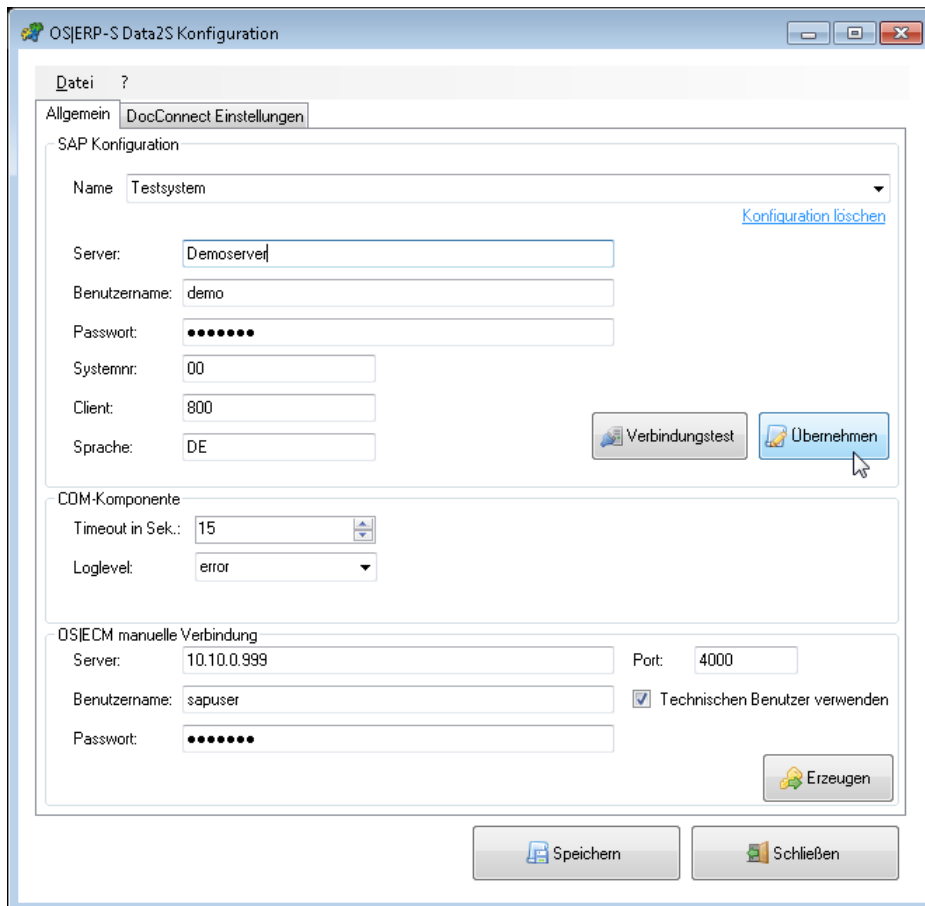 OS|ERP-S Data2S Konfiguration
Datei ?
Allgemein DocConnect Einstellungen
SAP Konfiguration
Name Testsystem
Konfiguration löschen
Server: Demoserver
Benutzername: demo
Passwort: ●●●●●●●
Systemnr: 00
Client: 800
Sprache: DE
Verbindungstest Übernehmen
COM-Komponente
Timeout in Sek.: 15
Loglevel: error
OS|ECM manuelle Verbindung
Server: 10.10.0.999 Port: 4000
Benutzername: sapuser Technischen Benutzer verwenden
Passwort: ●●●●●●●
Erzeugen
Speichern Schließen